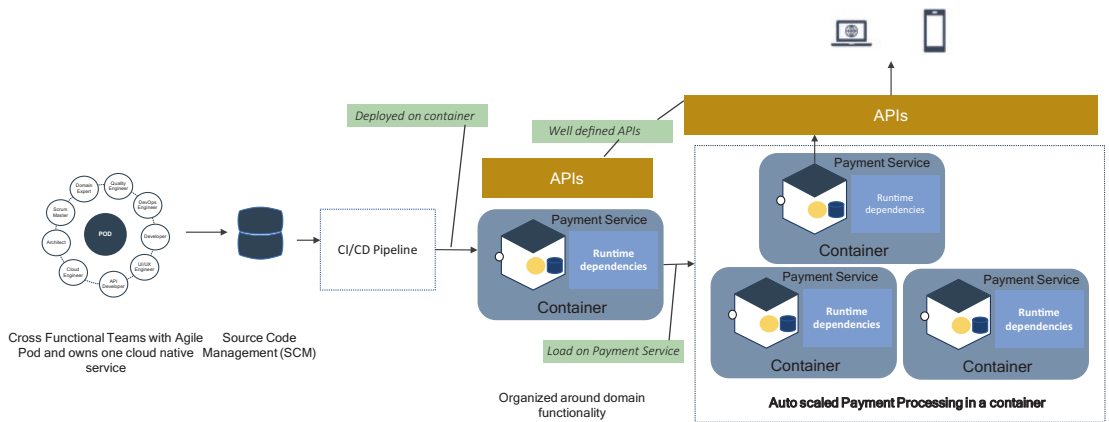 Domain
Expert
Quality
Engineer
DevOps
Engineer
Developer
UI/UX
Engineer
API
Developer
Cloud
Engineer
Architect
Scrum
Master
POD
Cross Functional Teams with Agile
Pod and owns one cloud native
service
Source Code
Management (SCM)
CI/CD Pipeline
Deployed on container
APIs
Payment Service
Runtime
dependencies
Container
Well defined APIs
Load on Payment Service
Organized around domain
functionality
APIs
Payment Service
Runtime
dependencies
Container
Payment Service
Runtime
dependencies
Container
Payment Service
Runtime
dependencies
Container
Auto scaled Payment Processing in a container